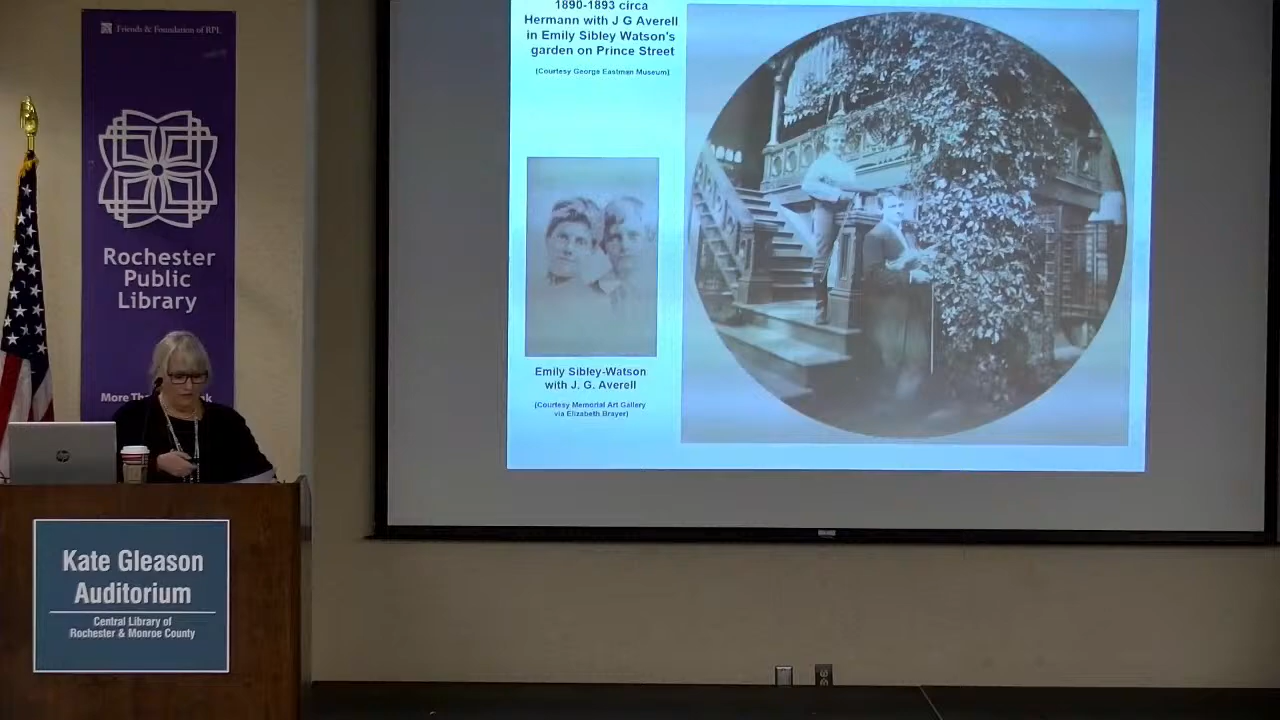 Friends & Foundation of RPL
Rochester
Public
Library
1890-1893 circa
Hermann with J G Averell
in Emily Sibley Watson's
garden on Prince Street
(Courtesy George Eastman Museum)
Emily Sibley-Watson
with J. G. Averell
(Courtesy Memorial Art Gallery
via Elizabeth Brayer)
Kate Gleason
Auditorium
Central Library of
Rochester & Monroe County
More
hp